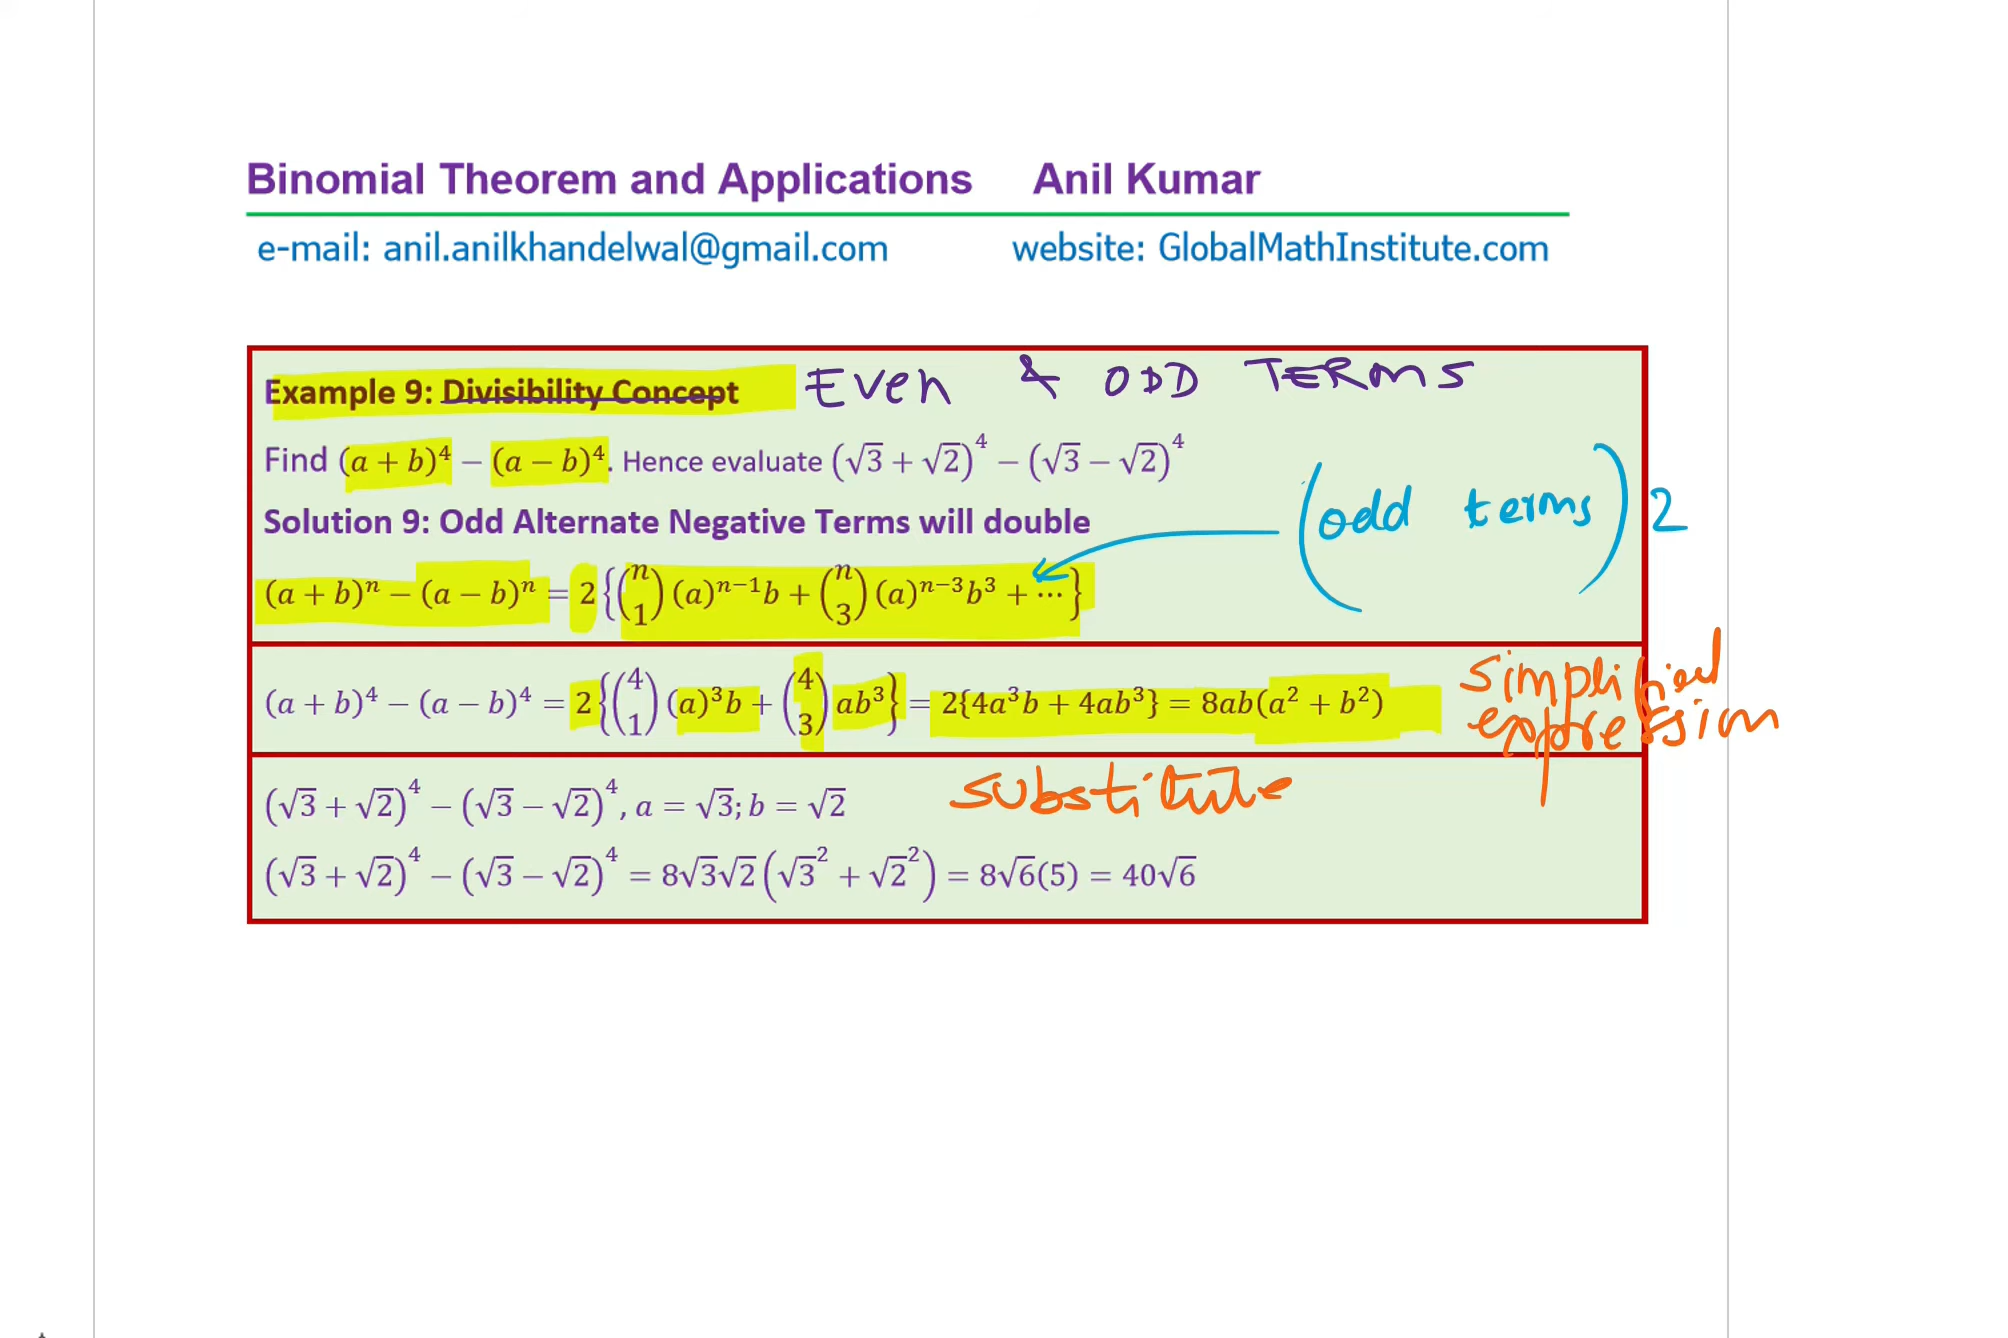 Binomial Theorem and Applications Anil Kumar
e-mail: anil.anilkhandelwal@gmail.com website: GlobalMathInstitute.com
Example 9: Divisibility Concept Even & ODD TERMS
Find (a + b)⁴ − (a − b)⁴. Hence evaluate (√3 + √2)⁴ − (√3 − √2)⁴
(odd terms) 2
Solution 9: Odd Alternate Negative Terms will double
(a + b)ⁿ − (a − b)ⁿ = 2{(n 1)(a)ⁿ⁻¹b + (n 3)(a)ⁿ⁻³b³ + ⋯}
(a + b)⁴ − (a − b)⁴ = 2{(4 1)(a)³b + (4 3)ab³} = 2{4a³b + 4ab³} = 8ab(a² + b²)
simplified
expression
(√3 + √2)⁴ − (√3 − √2)⁴, a = √3; b = √2 substitute
(√3 + √2)⁴ − (√3 − √2)⁴ = 8√3√2(√3² + √2²) = 8√6(5) = 40√6